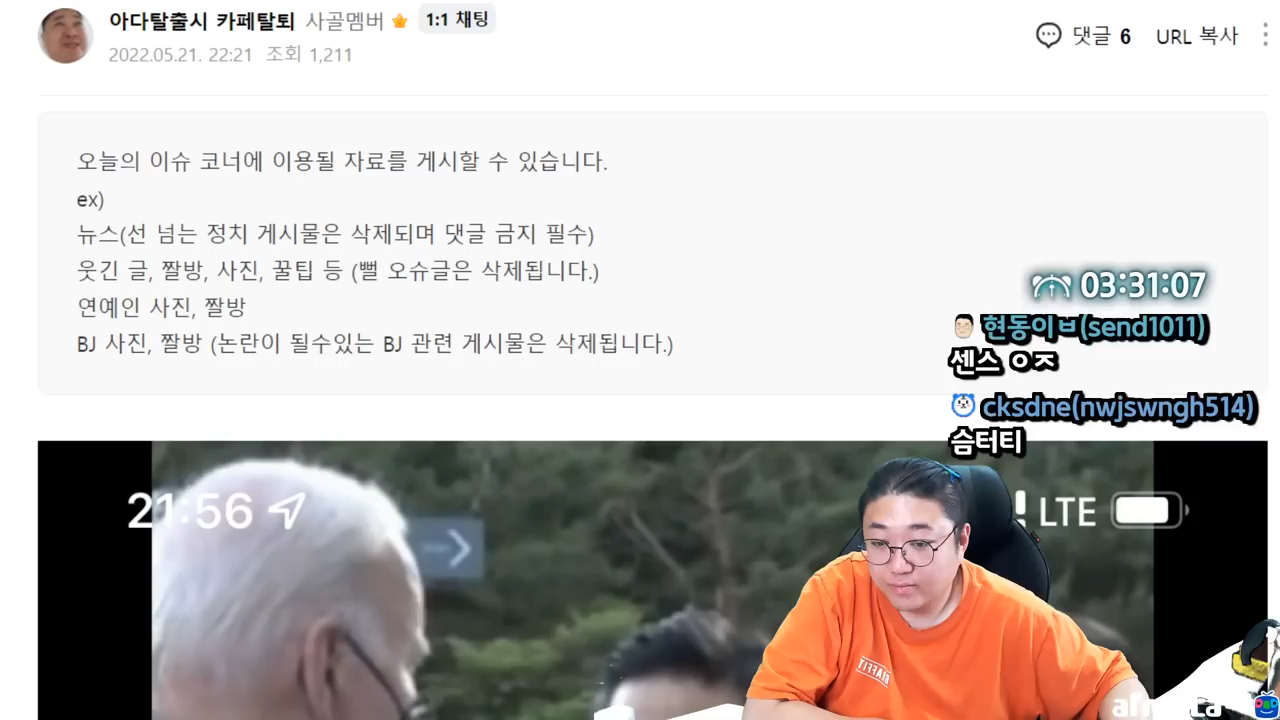 아다탈출시 카페탈퇴 사골멤버 1:1 채팅
2022.05.21. 22:21 조회 1,211
댓글 6 URL 복사
오늘의 이슈 코너에 이용될 자료를 게시할 수 있습니다.
ex)
뉴스(선 넘는 정치 게시물은 삭제되며 댓글 금지 필수)
웃긴 글, 짤방, 사진, 꿀팁 등 (뻘 오슈글은 삭제됩니다.)
연예인 사진, 짤방
BJ 사진, 짤방 (논란이 될수있는 BJ 관련 게시물은 삭제됩니다.)
03:31:07
현동이ㅂ(send1011)
센스 ㅇㅈ
cksdne(nwjswngh514)
슴터티
21:56
! LTE